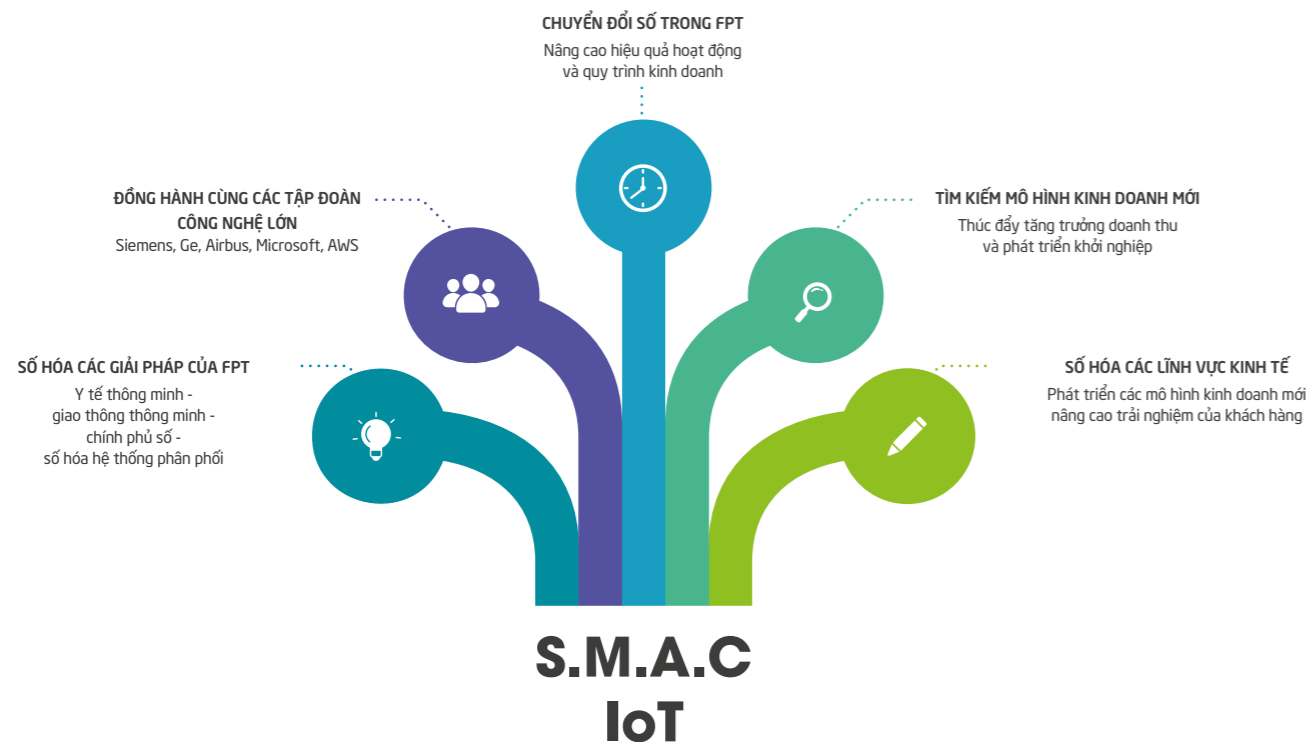 CHUYỂN ĐỔI SỐ TRONG FPT
Nâng cao hiệu quả hoạt động
và quy trình kinh doanh
ĐỒNG HÀNH CÙNG CÁC TẬP ĐOÀN
CÔNG NGHỆ LỚN
Siemens, Ge, Airbus, Microsoft, AWS
TÌM KIẾM MÔ HÌNH KINH DOANH MỚI
Thúc đẩy tăng trưởng doanh thu
và phát triển khởi nghiệp
SỐ HÓA CÁC GIẢI PHÁP CỦA FPT
Y tế thông minh -
giao thông thông minh -
chính phủ số -
số hóa hệ thống phân phối
SỐ HÓA CÁC LĨNH VỰC KINH TẾ
Phát triển các mô hình kinh doanh mới
nâng cao trải nghiệm của khách hàng
S.M.A.C
IoT